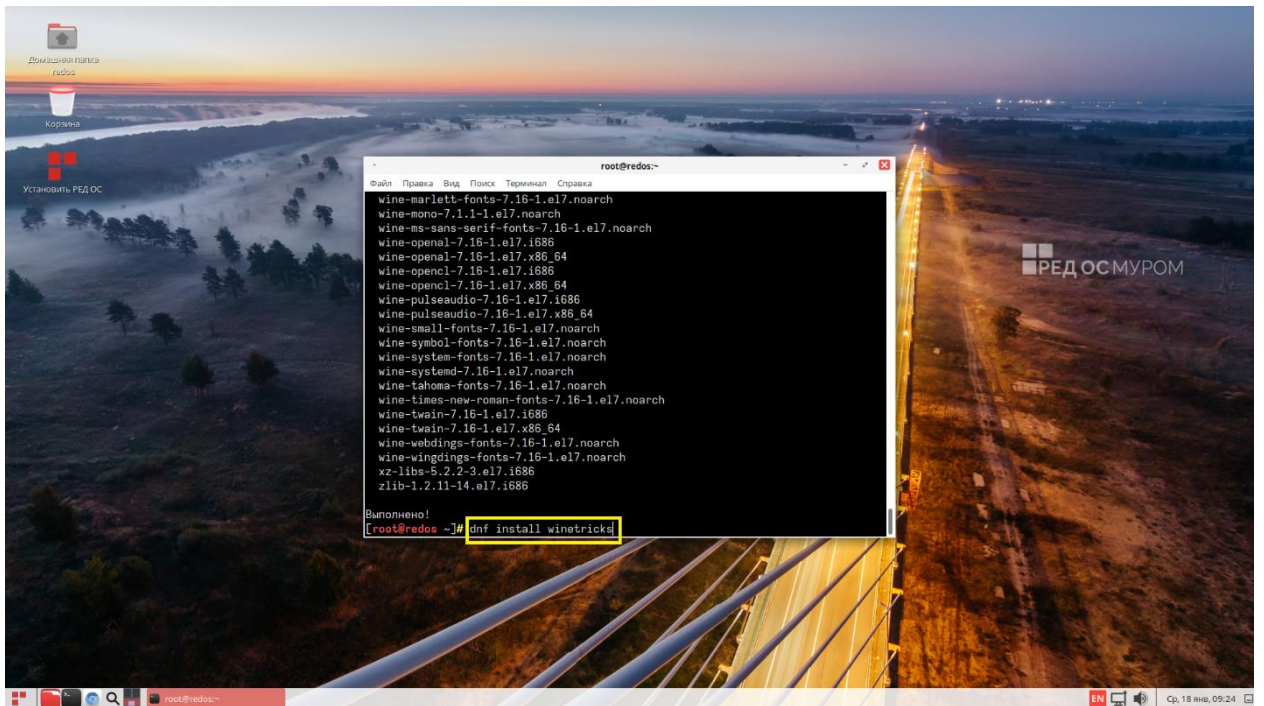 Домашняя папка
redos
Корзина
Установить РЕД ОС
root@redos:~
Файл Правка Вид Поиск Терминал Справка
wine-marlett-fonts-7.16-1.el7.noarch
wine-mono-7.1.1-1.el7.noarch
wine-ms-sans-serif-fonts-7.16-1.el7.noarch
wine-openal-7.16-1.el7.i686
wine-openal-7.16-1.el7.x86_64
wine-opencl-7.16-1.el7.i686
wine-opencl-7.16-1.el7.x86_64
wine-pulseaudio-7.16-1.el7.i686
wine-pulseaudio-7.16-1.el7.x86_64
wine-small-fonts-7.16-1.el7.noarch
wine-symbol-fonts-7.16-1.el7.noarch
wine-system-fonts-7.16-1.el7.noarch
wine-systemd-7.16-1.el7.noarch
wine-tahoma-fonts-7.16-1.el7.noarch
wine-times-new-roman-fonts-7.16-1.el7.noarch
wine-twain-7.16-1.el7.i686
wine-twain-7.16-1.el7.x86_64
wine-webdings-fonts-7.16-1.el7.noarch
wine-wingdings-fonts-7.16-1.el7.noarch
xz-libs-5.2.2-3.el7.i686
zlib-1.2.11-14.el7.i686
Выполнено!
[root@redos ~]# dnf install winetricks
РЕД ОС МУРОМ
root@redos:~
EN
Ср, 18 янв, 09:24